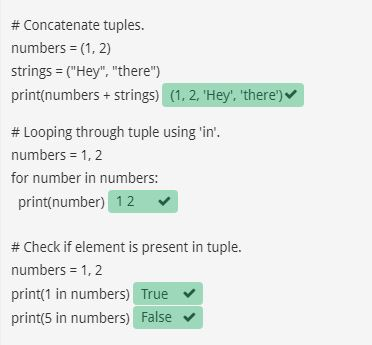 # Concatenate tuples.
numbers = (1, 2)
strings = ("Hey", "there")
print(numbers + strings) (1, 2, 'Hey', 'there')
# Looping through tuple using 'in'.
numbers = 1, 2
for number in numbers:
print(number) 1 2
# Check if element is present in tuple.
numbers = 1, 2
print(1 in numbers) True
print(5 in numbers) False